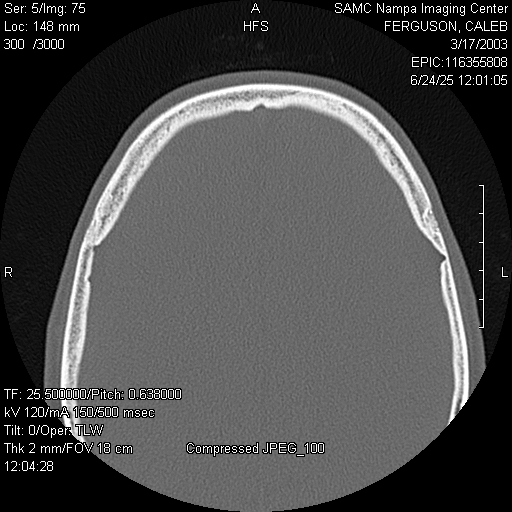 Ser: 5/Img: 75
Loc: 148 mm
300 /3000
A
HFS
SAMC Nampa Imaging Center
FERGUSON, CALEB
3/17/2003
EPIC:116355808
6/24/25 12:01:05
R
L
TF: 25.500000/Pitch: 0.638000
kV 120/mA 150/500 msec
Tilt: 0/Oper: TLW
Thk 2 mm/FOV 18 cm
12:04:28
Compressed JPEG_100